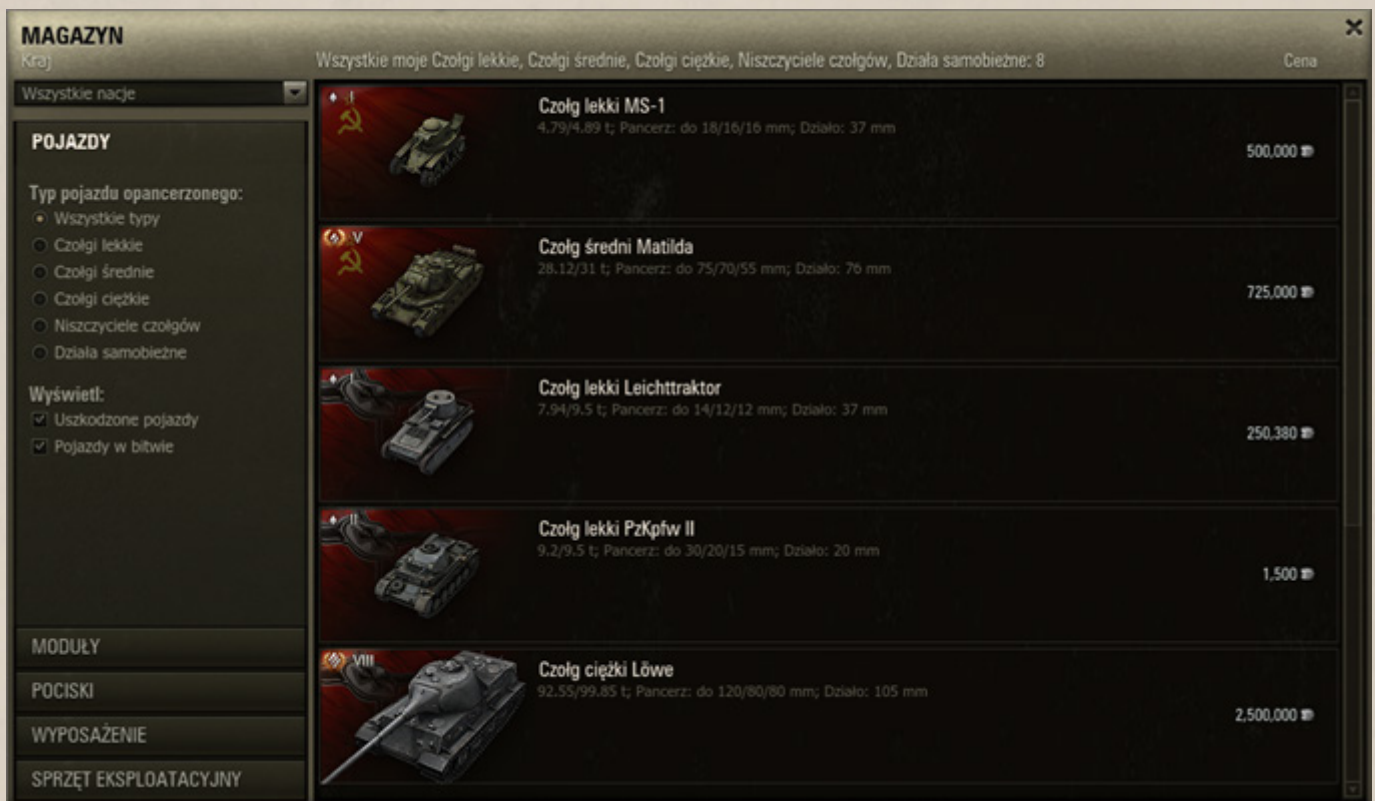 MAGAZYN
Kraj
Wszystkie moje Czołgi lekkie, Czołgi średnie, Czołgi ciężkie, Niszczyciele czołgów, Działa samobieżne: 8
Cena
Wszystkie nacje
POJAZDY
Typ pojazdu opancerzonego:
Wszystkie typy
Czołgi lekkie
Czołgi średnie
Czołgi ciężkie
Niszczyciele czołgów
Działa samobieżne
Wyświetl:
Uszkodzone pojazdy
Pojazdy w bitwie
MODUŁY
POCISKI
WYPOSAŻENIE
SPRZĘT EKSPLOATACYJNY
I
Czołg lekki MS-1
4.79/4.89 t; Pancerz: do 18/16/16 mm; Działo: 37 mm
500,000
V
Czołg średni Matilda
28.12/31 t; Pancerz: do 75/70/55 mm; Działo: 76 mm
725,000
I
Czołg lekki Leichttraktor
7.94/9.5 t; Pancerz: do 14/12/12 mm; Działo: 37 mm
250,380
II
Czołg lekki PzKpfw II
9.2/9.5 t; Pancerz: do 30/20/15 mm; Działo: 20 mm
1,500
VIII
Czołg ciężki Löwe
92.55/99.85 t; Pancerz: do 120/80/80 mm; Działo: 105 mm
2,500,000